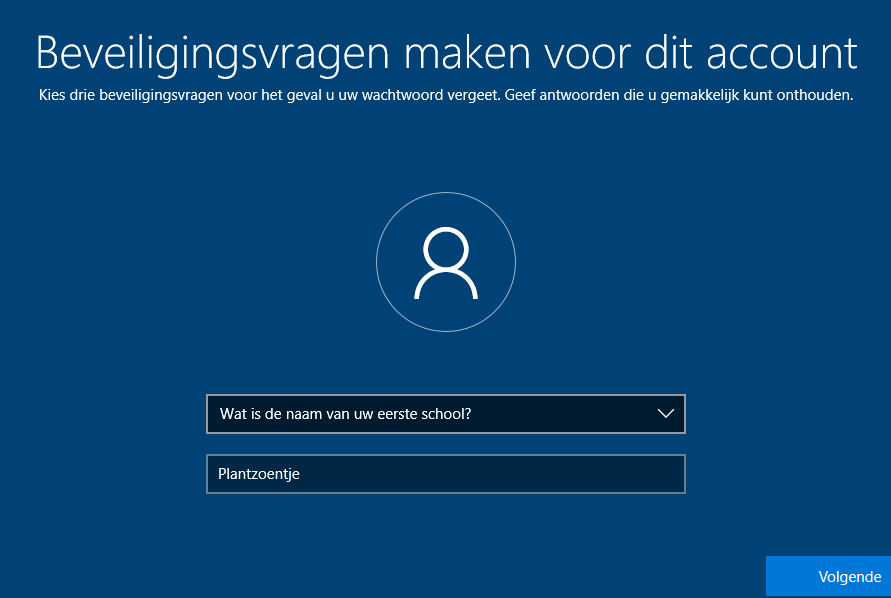 Beveiligingsvragen maken voor dit account
Kies drie beveiligingsvragen voor het geval u uw wachtwoord vergeet. Geef antwoorden die u gemakkelijk kunt onthouden.
Wat is de naam van uw eerste school?
Plantzoentje
Volgende